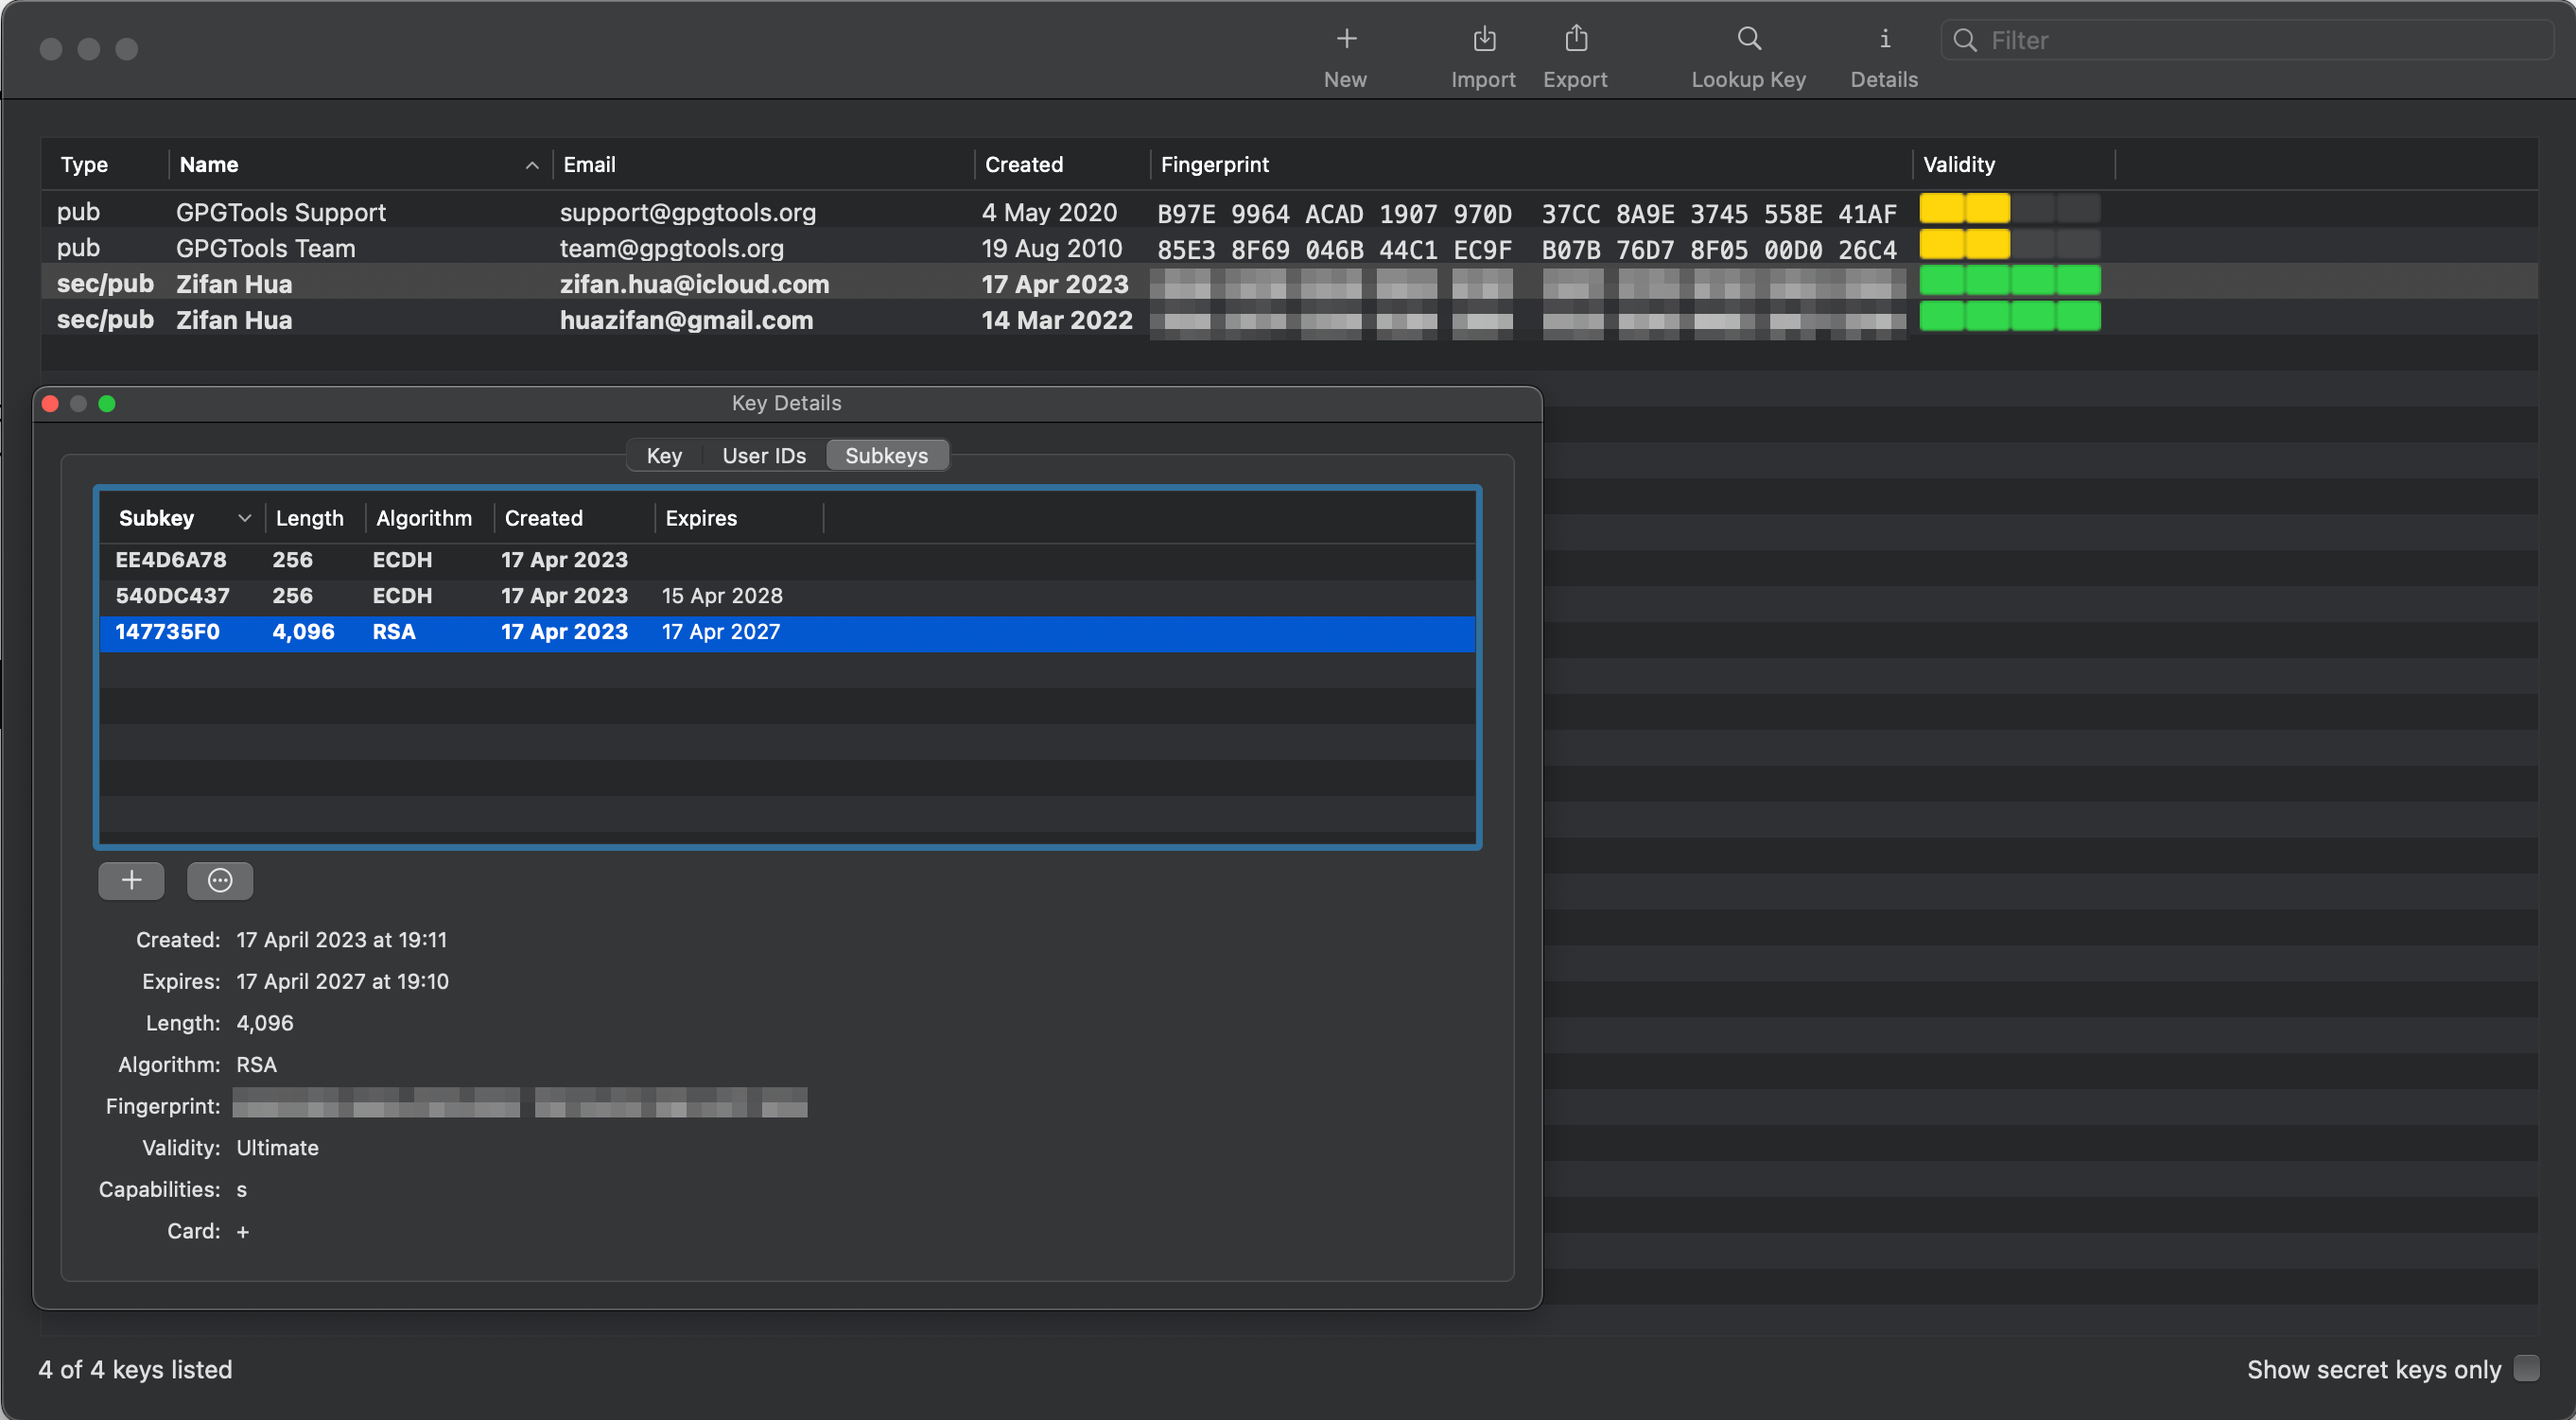 New Import Export Lookup Key Details Filter
Type Name Email Created Fingerprint Validity
pub GPGTools Support support@gpgtools.org 4 May 2020 B97E 9964 ACAD 1907 970D 37CC 8A9E 3745 558E 41AF
pub GPGTools Team team@gpgtools.org 19 Aug 2010 85E3 8F69 046B 44C1 EC9F B07B 76D7 8F05 00D0 26C4
sec/pub Zifan Hua zifan.hua@icloud.com 17 Apr 2023
sec/pub Zifan Hua huazifan@gmail.com 14 Mar 2022
Key Details
Key User IDs Subkeys
Subkey Length Algorithm Created Expires
EE4D6A78 256 ECDH 17 Apr 2023
540DC437 256 ECDH 17 Apr 2023 15 Apr 2028
147735F0 4,096 RSA 17 Apr 2023 17 Apr 2027
Created: 17 April 2023 at 19:11
Expires: 17 April 2027 at 19:10
Length: 4,096
Algorithm: RSA
Fingerprint:
Validity: Ultimate
Capabilities: s
Card: +
4 of 4 keys listed
Show secret keys only